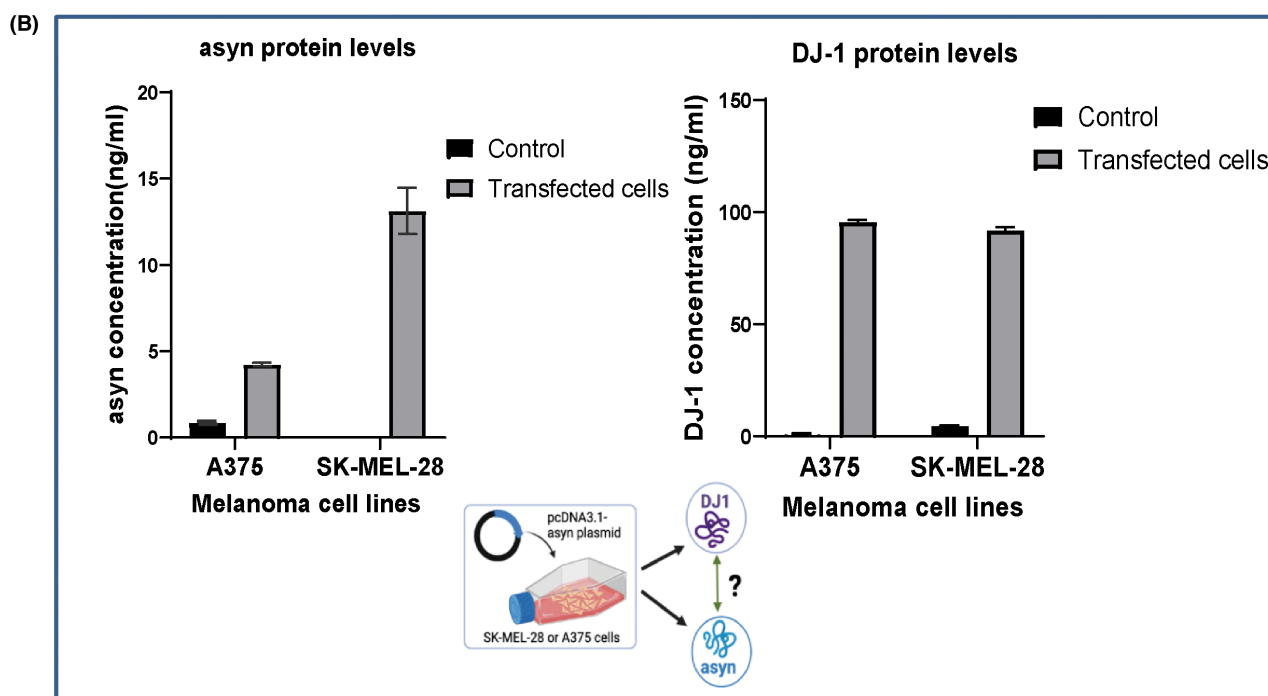 (B)
asyn protein levels
asyn concentration(ng/ml)
20
15
10
5
0
Control
Transfected cells
A375
SK-MEL-28
Melanoma cell lines
DJ-1 protein levels
DJ-1 concentration (ng/ml)
150
100
50
0
Control
Transfected cells
A375
SK-MEL-28
Melanoma cell lines
pcDNA3.1-
asyn plasmid
SK-MEL-28 or A375 cells
DJ1
?
asyn